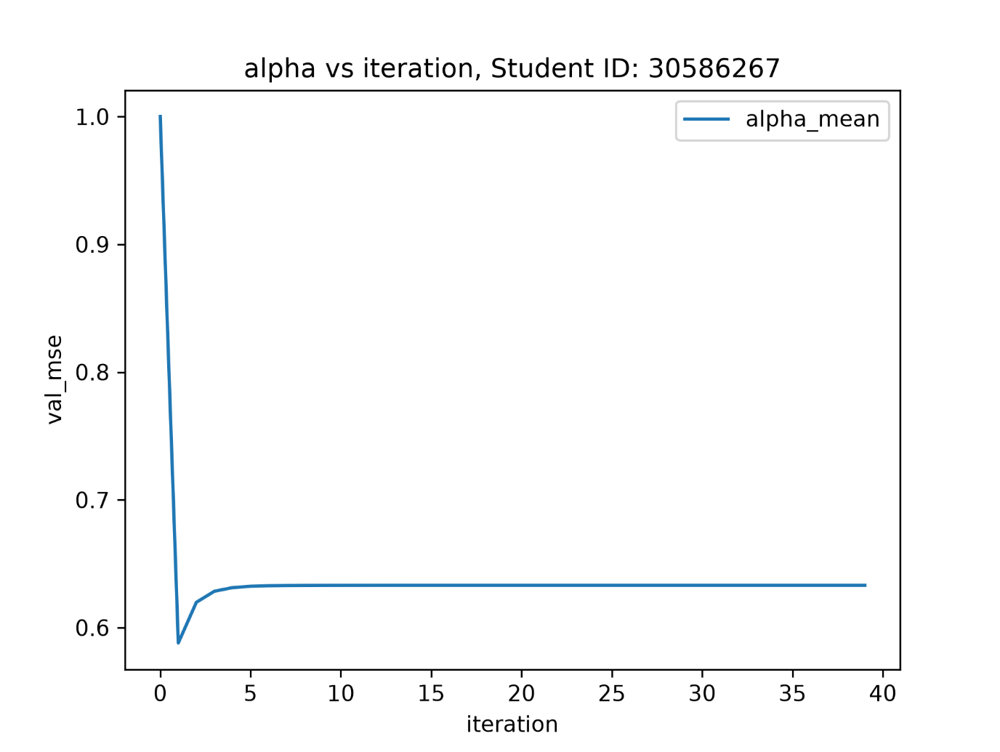 alpha vs iteration, Student ID: 30586267
alpha_mean
1.0
0.9
0.8
0.7
0.6
val_mse
0 5 10 15 20 25 30 35 40
iteration